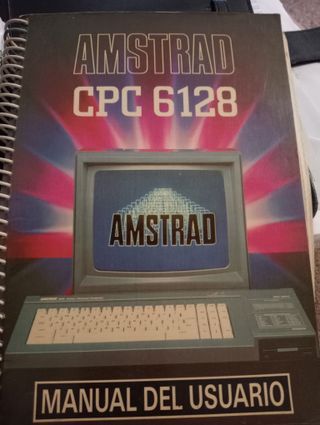 AMSTRAD
CPC 6128
AMSTRAD
MANUAL DEL USUARIO